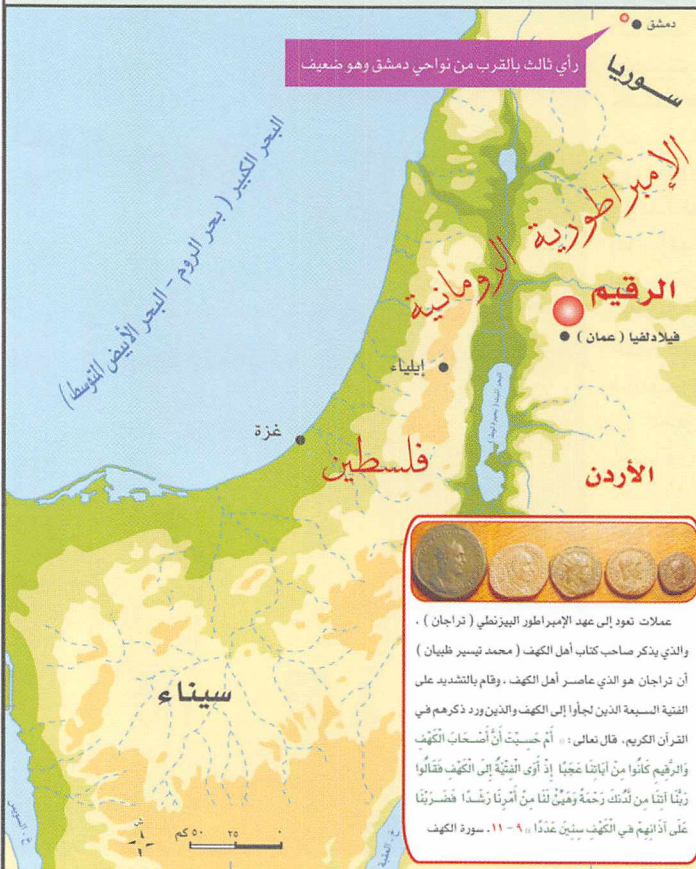 دمشق
رأي ثالث بالقرب من نواحي دمشق وهو ضعيف
سوريا
الإمبراطورية الرومانية
البحر الكبير ( بحر الروم - البحر الأبيض المتوسط )
الرقيم
فيلادلفيا ( عمان )
إيلياء
غزة
فلسطين
الأردن
سيناء
عملات تعود إلى عهد الإمبراطور البيزنطي ( تراجان ) ،
والذي يذكر صاحب كتاب أهل الكهف ( محمد تيسير ظبيان )
أن تراجان هو الذي عاصر أهل الكهف ، وقام بالتشديد على
الفتية السبعة الذين لجأوا إلى الكهف والذين ورد ذكرهم في
القرآن الكريم، قال تعالى : « أَمْ حَسِبْتَ أَنَّ أَصْحَابَ الْكَهْفِ
وَالرَّقِيمِ كَانُوا مِنْ آيَاتِنَا عَجَبًا إِذْ أَوَى الْفِتْيَةُ إِلَى الْكَهْفِ فَقَالُوا
رَبَّنَا آتِنَا مِن لَّدُنكَ رَحْمَةً وَهَيِّئْ لَنَا مِنْ أَمْرِنَا رَشَدًا فَضَرَبْنَا
عَلَى آذَانِهِمْ فِي الْكَهْفِ سِنِينَ عَدَدًا » ٩ - ١١، سورة الكهف
خ. السويس
خ. العقبة
ش
٥٠ كم ٢٥ ٠